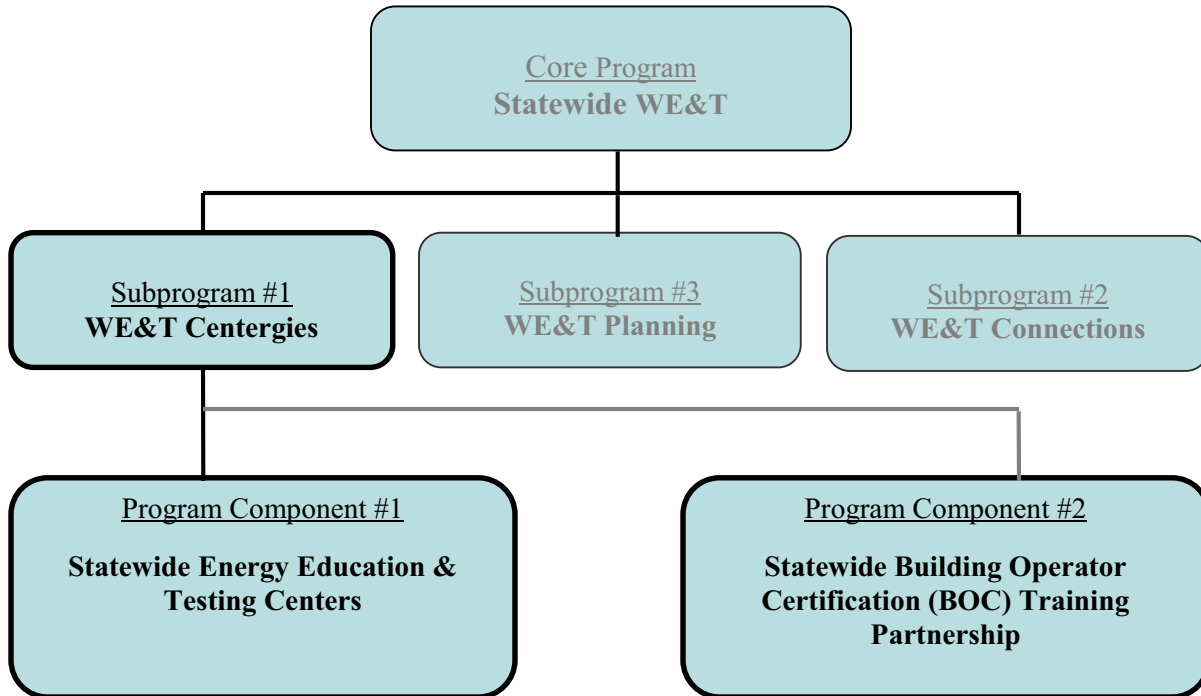 Core Program
Statewide WE&T
Subprogram #1
WE&T Centergies
Subprogram #3
WE&T Planning
Subprogram #2
WE&T Connections
Program Component #1
Statewide Energy Education &
Testing Centers
Program Component #2
Statewide Building Operator
Certification (BOC) Training
Partnership